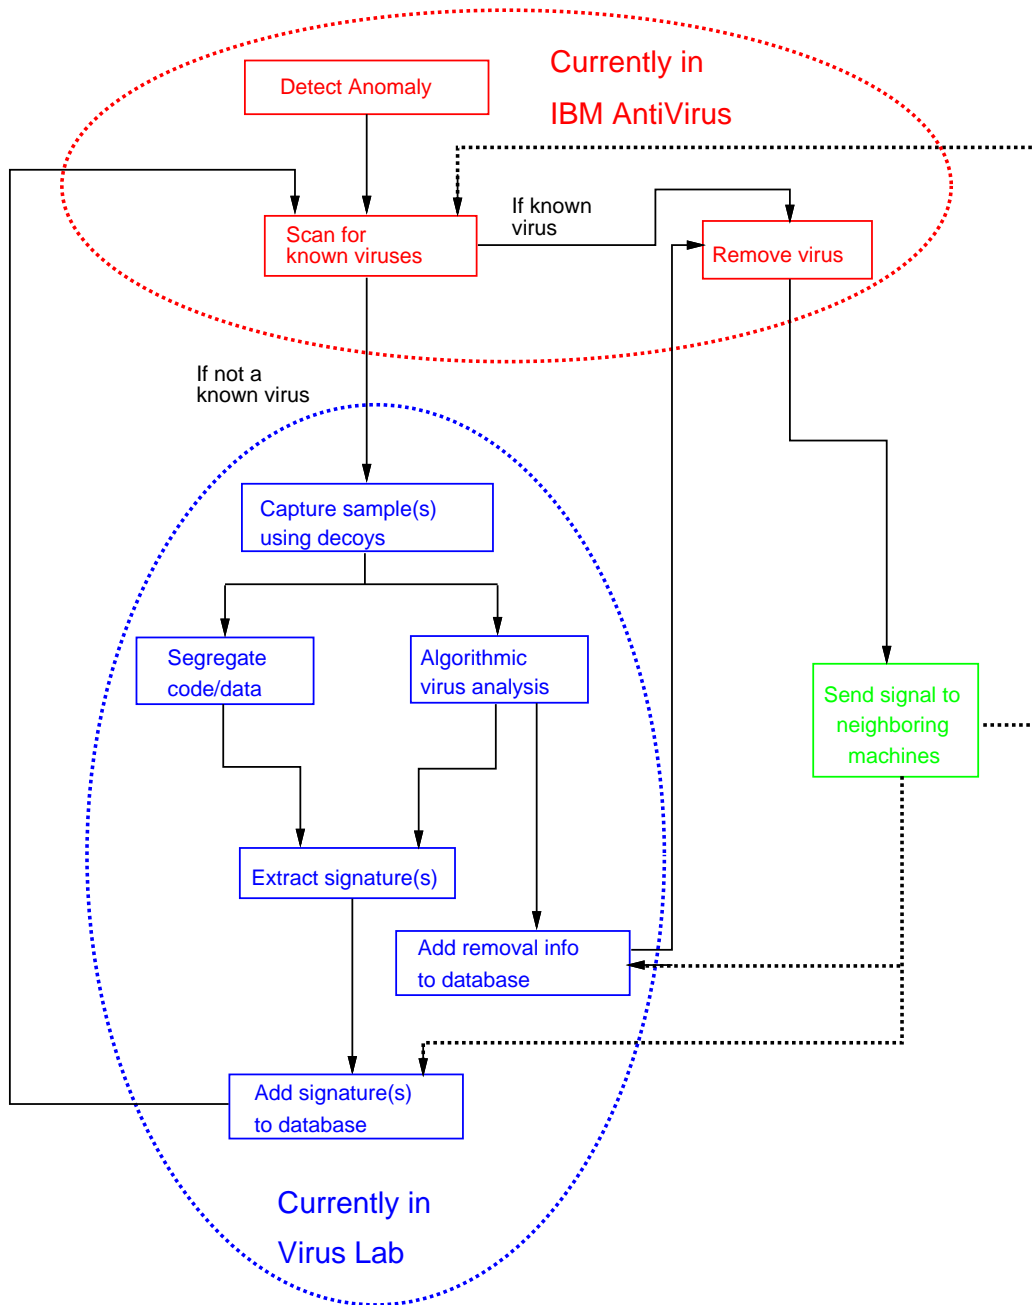 Currently in
IBM AntiVirus
Detect Anomaly
If known
virus
Scan for
known viruses
Remove virus
If not a
known virus
Capture sample(s)
using decoys
Segregate
code/data
Algorithmic
virus analysis
Send signal to
neighboring
machines
Extract signature(s)
Add removal info
to database
Add signature(s)
to database
Currently in
Virus Lab